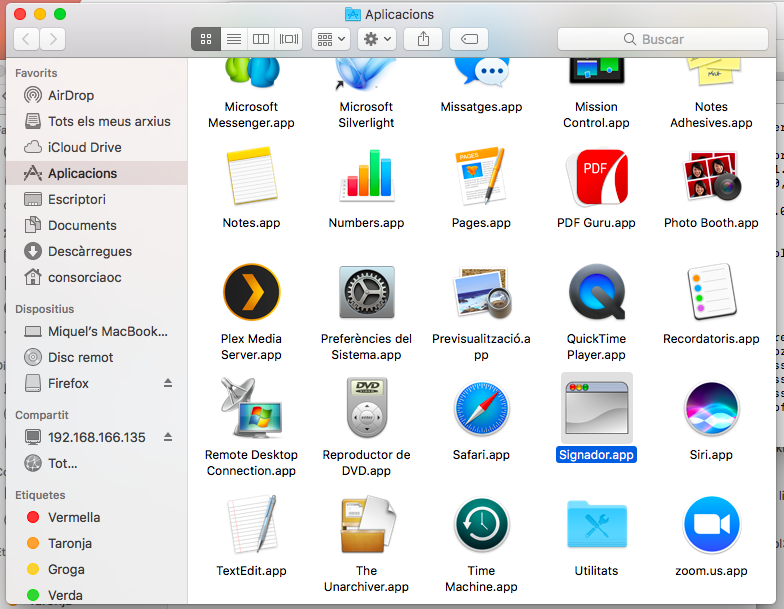 Aplicacions
Buscar
Favorits
AirDrop
Tots els meus arxius
iCloud Drive
Aplicacions
Escriptori
Documents
Descàrregues
consorciaoc
Dispositius
Miquel's MacBook...
Disc remot
Firefox
Compartit
192.168.166.135
Tot...
Etiquetes
Vermella
Taronja
Groga
Verda
Microsoft
Messenger.app
Microsoft
Silverlight
Missatges.app
Mission
Control.app
Notes
Adhesives.app
Notes.app
Numbers.app
PAGES
Pages.app
PDF
PDF Guru.app
Photo Booth.app
Plex Media
Server.app
Preferències del
Sistema.app
Previsualització.a
pp
QuickTime
Player.app
Recordatoris.app
Remote Desktop
Connection.app
DVD
Reproductor de
DVD.app
Safari.app
Signador.app
Siri.app
TextEdit.app
The
Unarchiver.app
Time
Machine.app
Utilitats
zoom.us.app